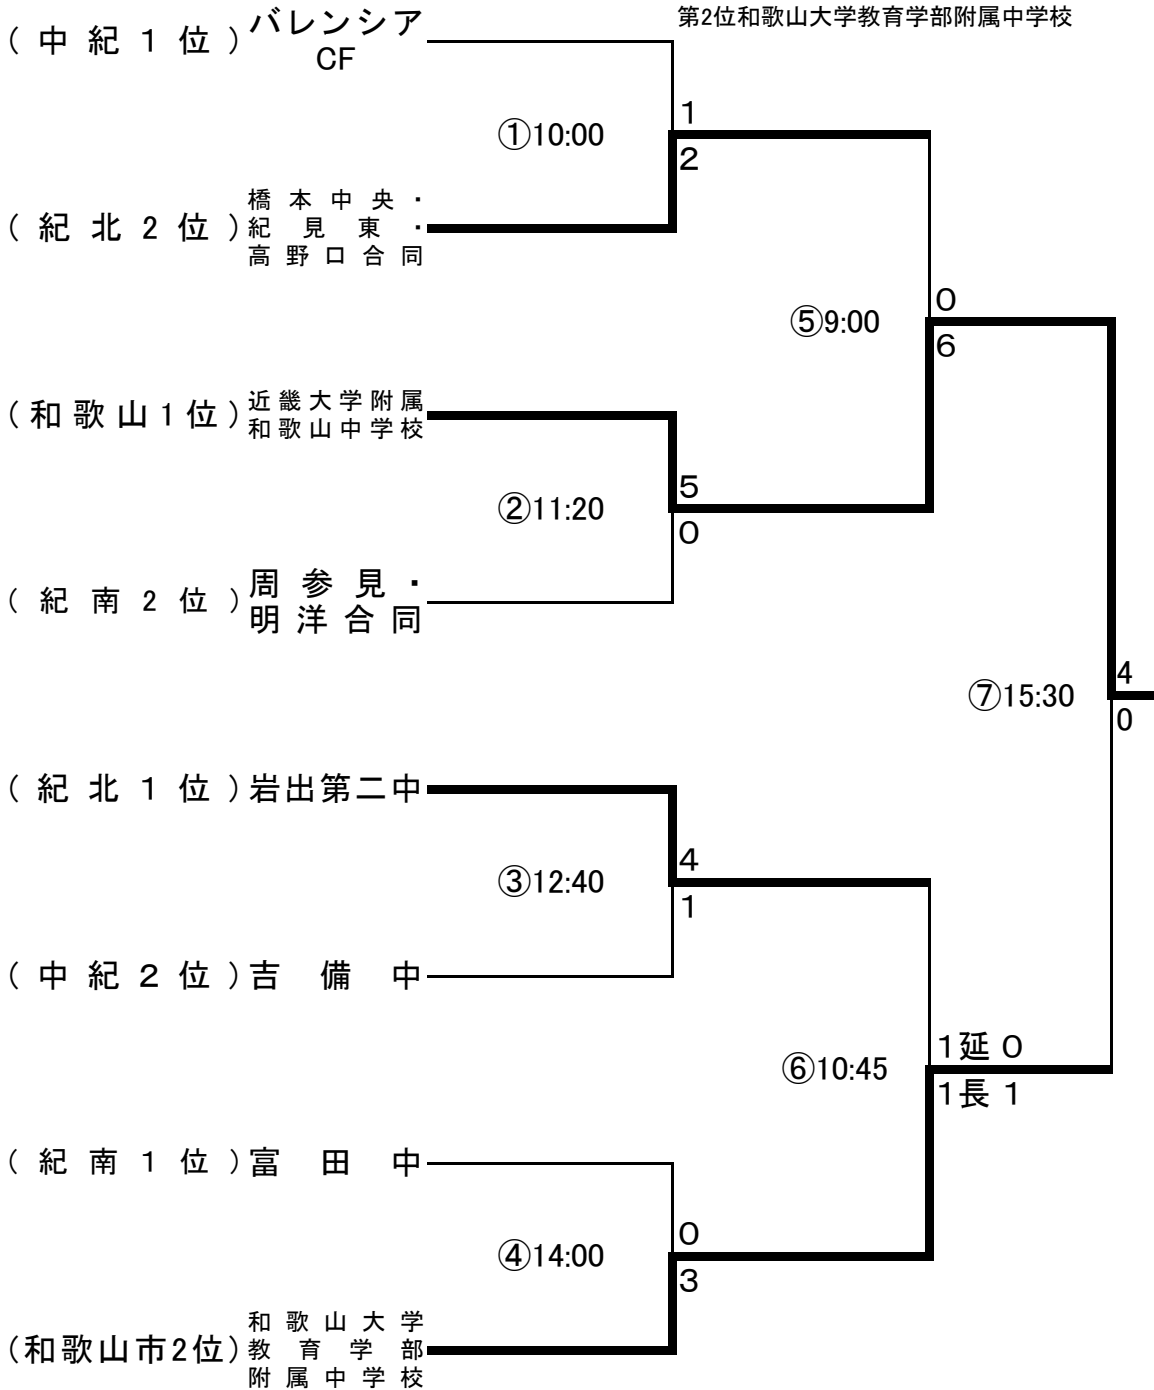 第2位和歌山大学教育学部附属中学校
(中紀1位)バレンシア
CF
①10:00
1
2
(紀北2位)橋本中央・
紀見東・
高野口合同
⑤9:00
0
6
(和歌山1位)近畿大学附属
和歌山中学校
②11:20
5
0
(紀南2位)周参見・
明洋合同
⑦15:30
4
0
(紀北1位)岩出第二中
③12:40
4
1
(中紀2位)吉備中
⑥10:45
1延0
1長1
(紀南1位)富田中
④14:00
0
3
(和歌山市2位)和歌山大学
教育学部
附属中学校